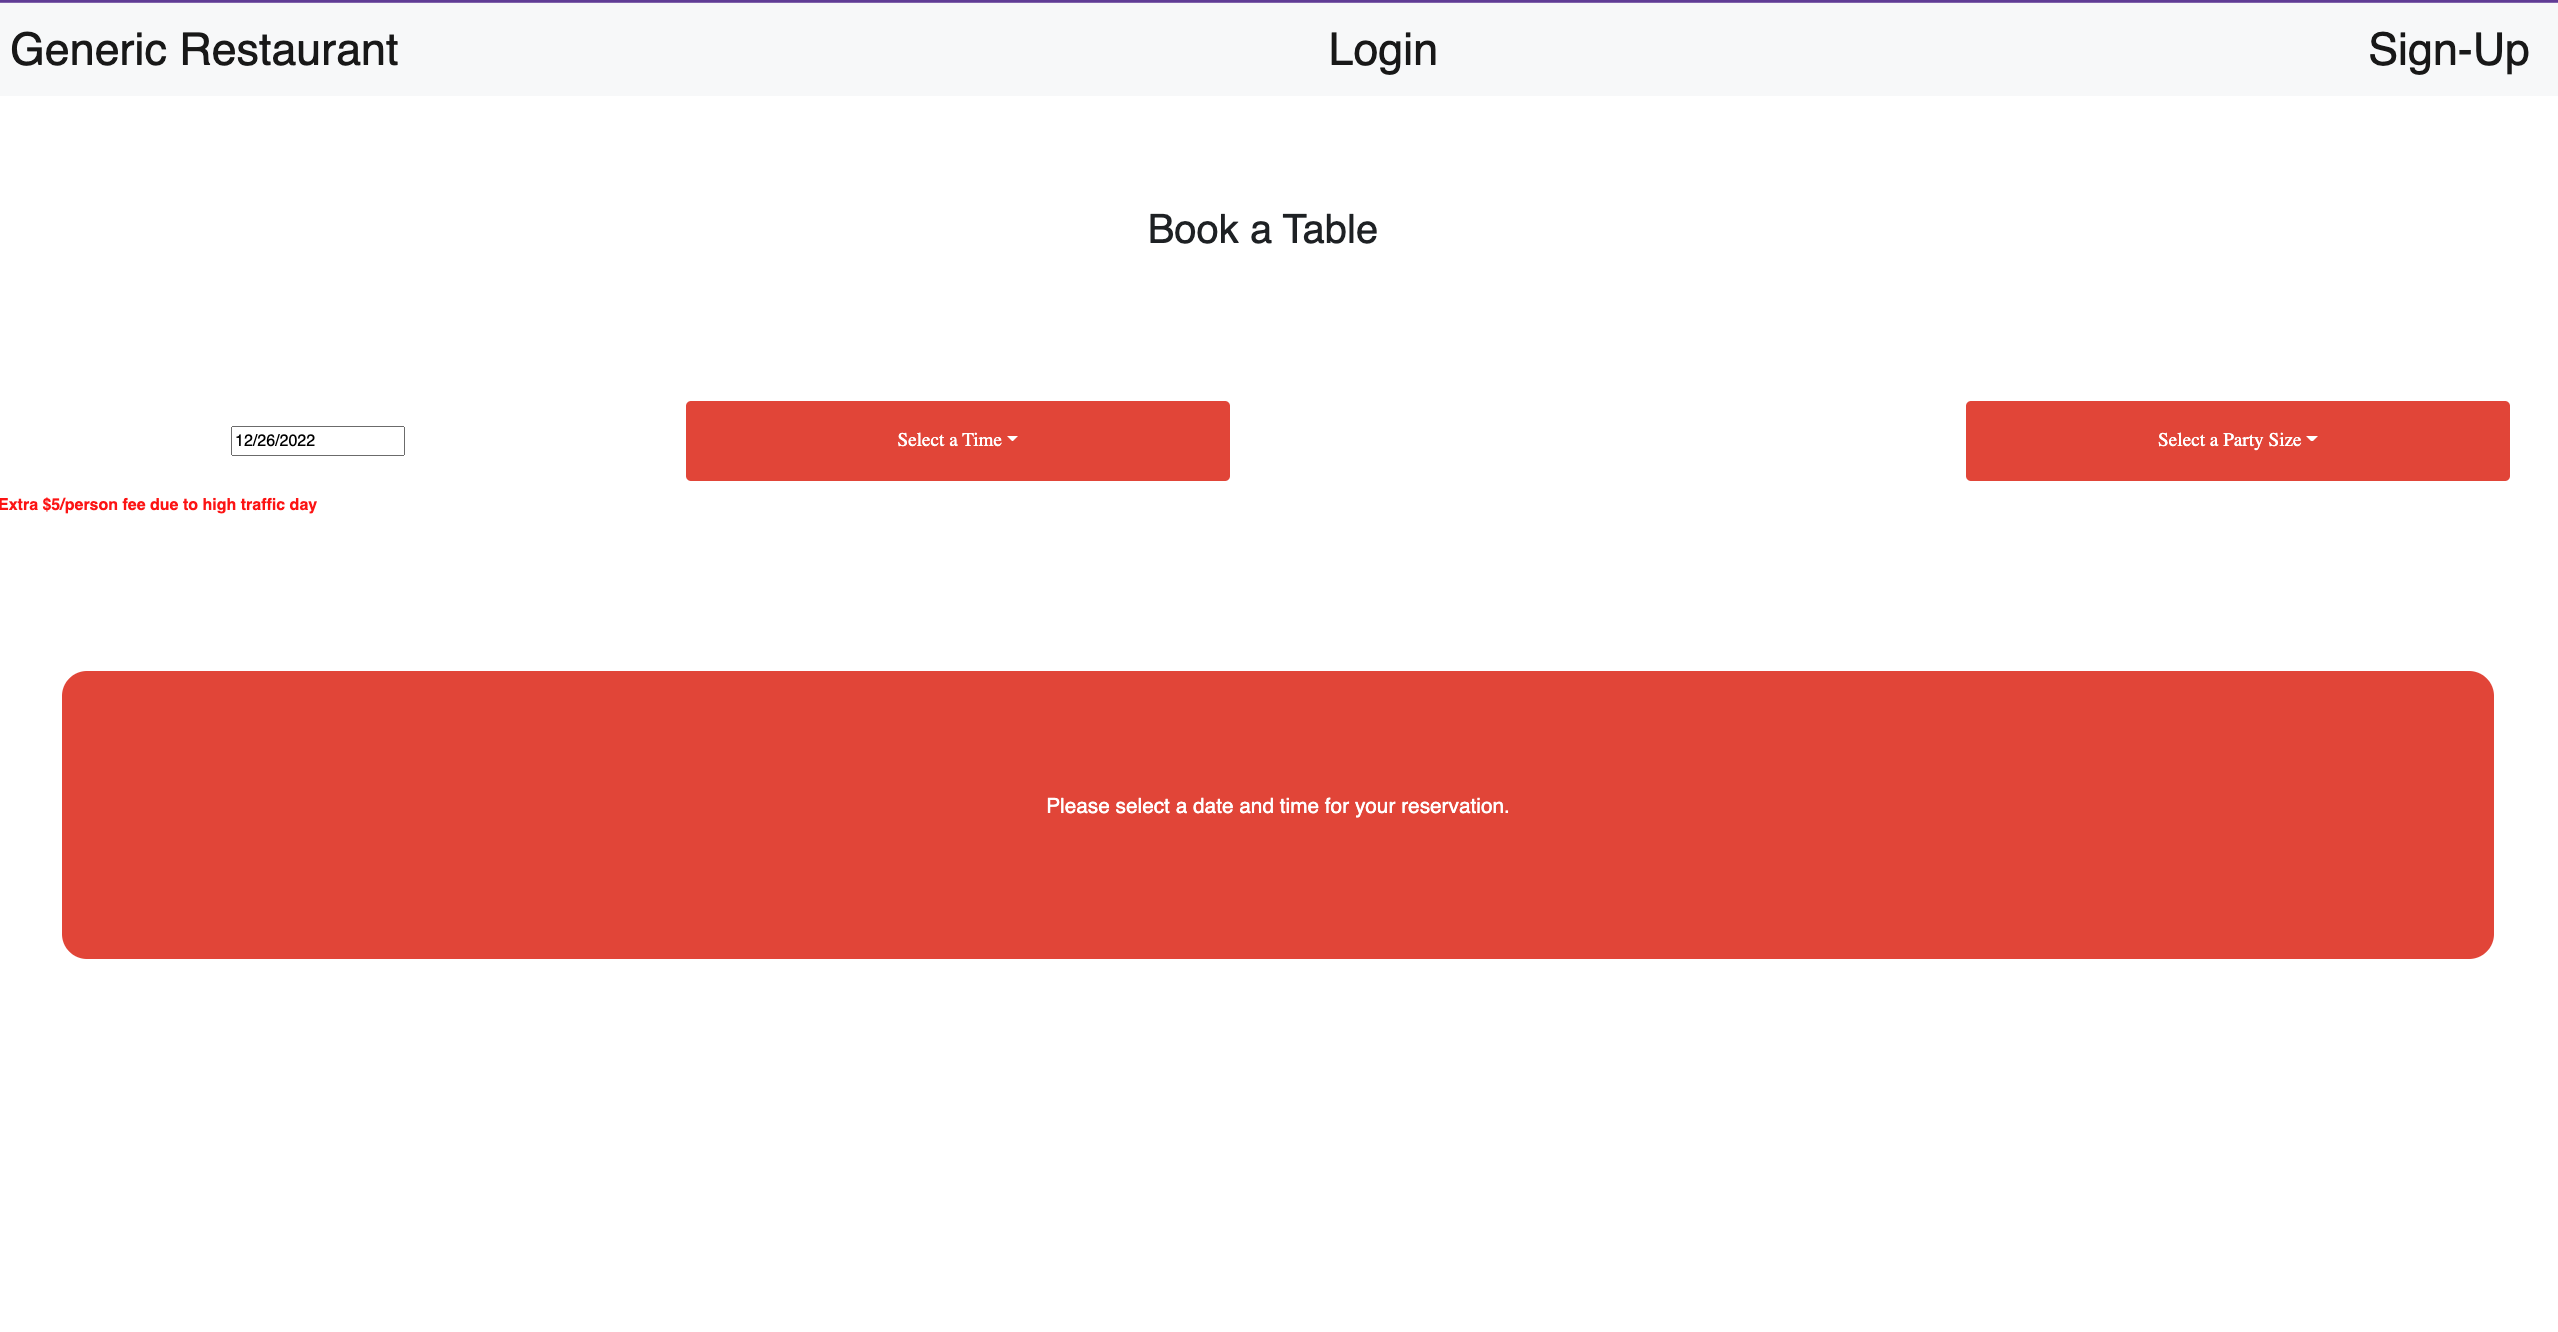 Generic Restaurant Login Sign-Up
Book a Table
12/26/2022 Select a Time Select a Party Size
Extra $5/person fee due to high traffic day
Please select a date and time for your reservation.